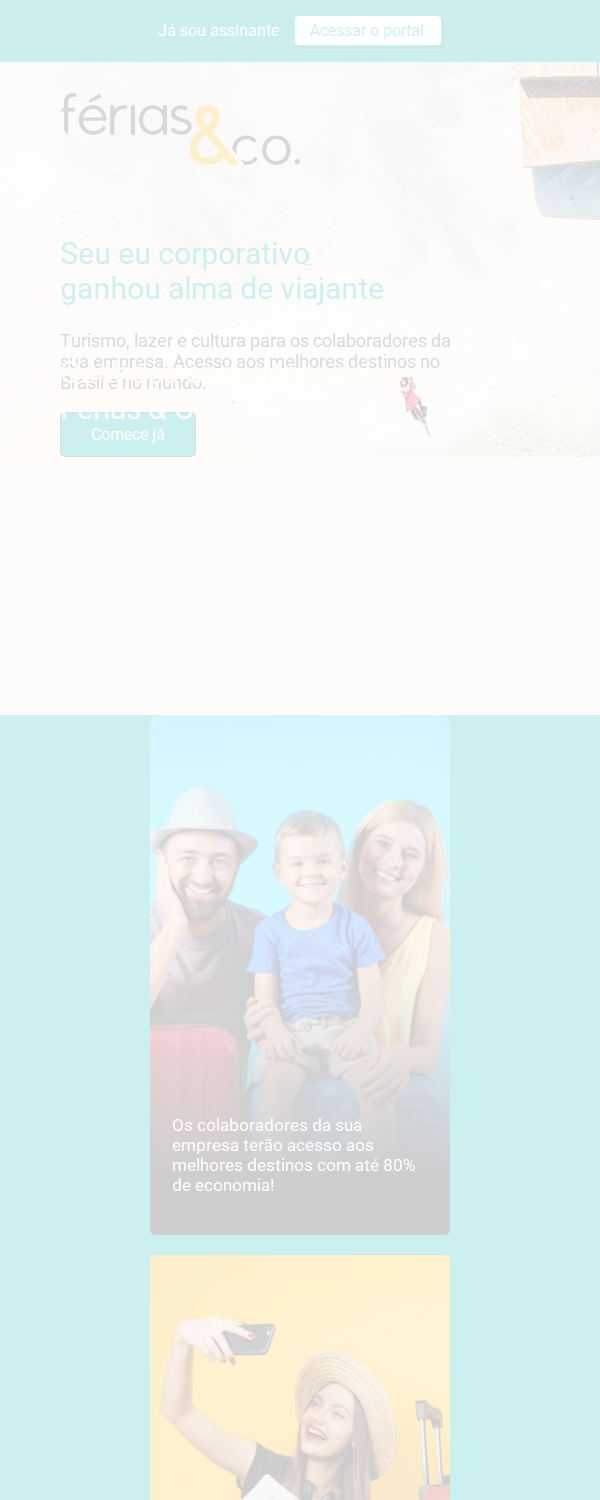 Já sou assinante
Acessar o portal
férias&co.
Seu eu corporativo
ganhou alma de viajante
Turismo, lazer e cultura para os colaboradores da
sua empresa. Acesso aos melhores destinos no
Brasil e no mundo.
Comece já
Os colaboradores da sua
empresa terão acesso aos
melhores destinos com até 80%
de economia!